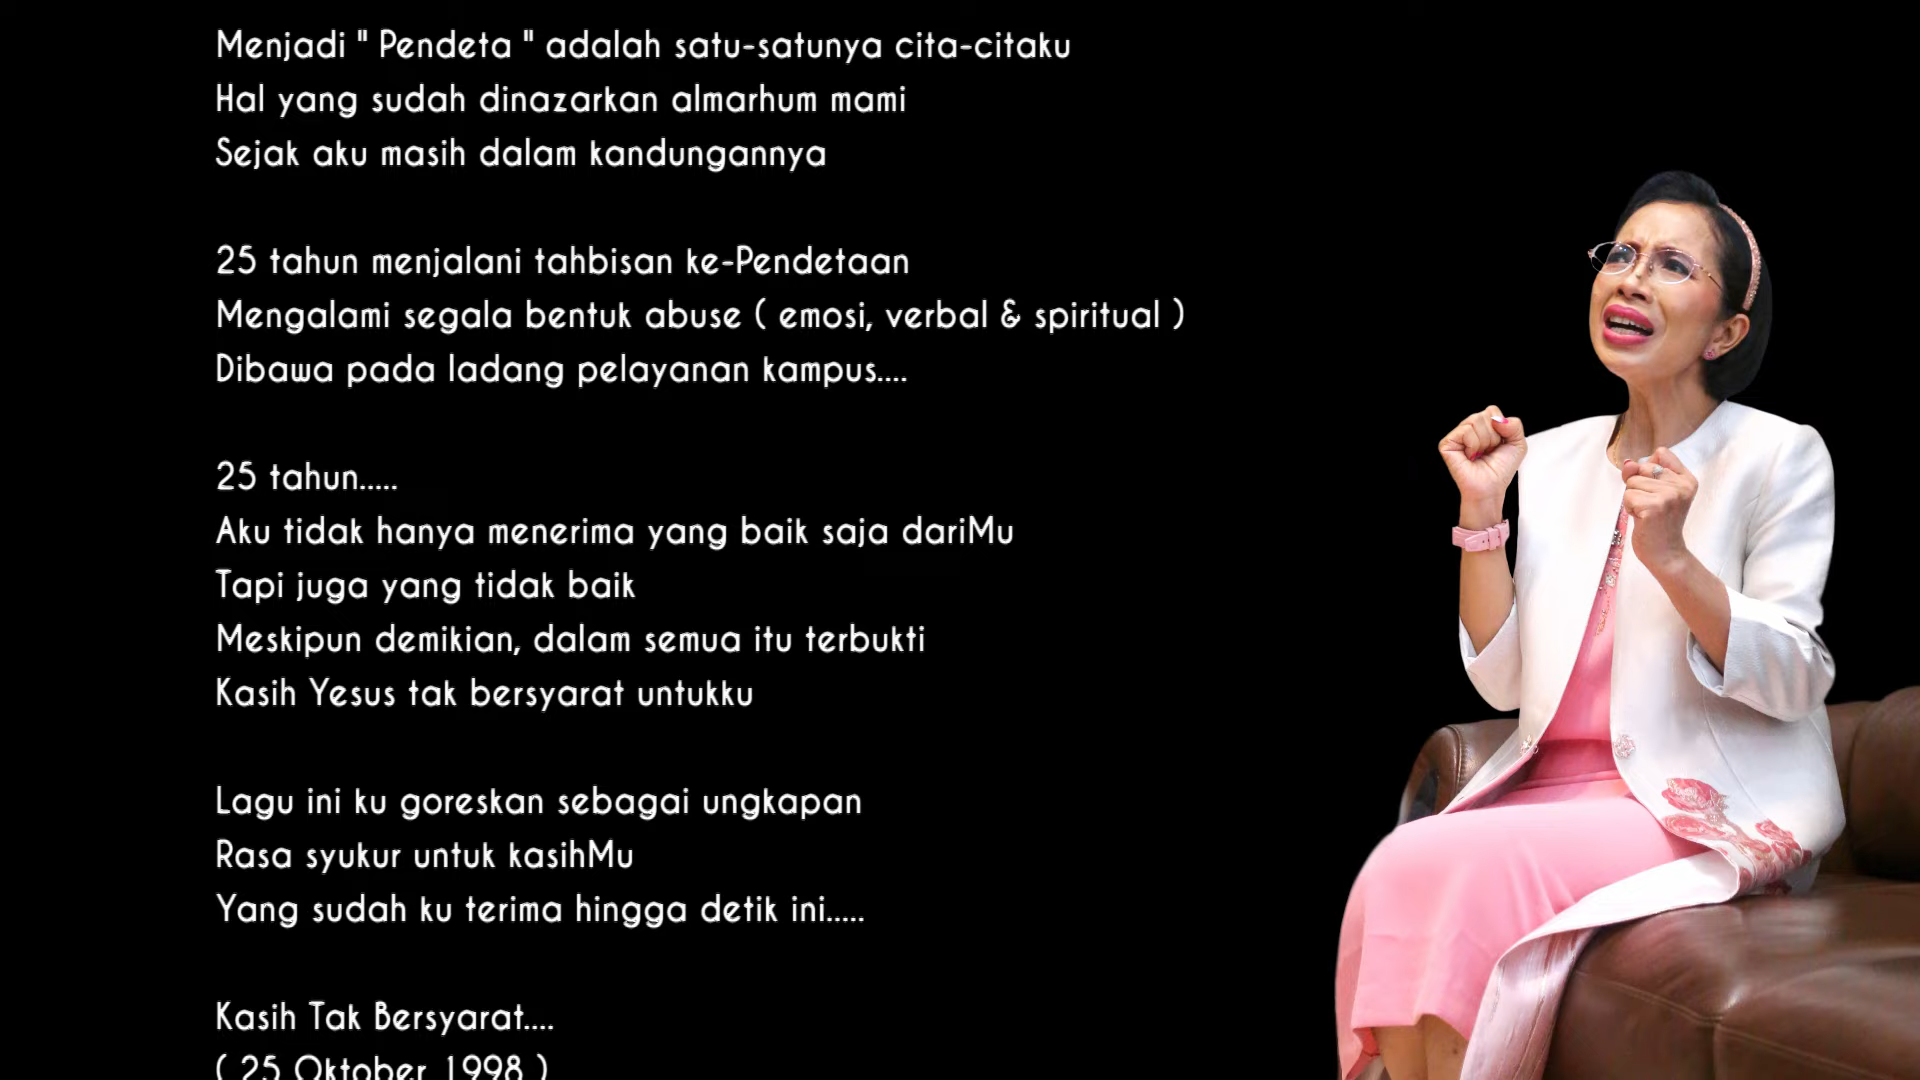 Menjadi " Pendeta " adalah satu-satunya cita-citaku
Hal yang sudah dinazarkan almarhum mami
Sejak aku masih dalam kandungannya
25 tahun menjalani tahbisan ke-Pendetaan
Mengalami segala bentuk abuse ( emosi, verbal & spiritual )
Dibawa pada ladang pelayanan kampus....
25 tahun.....
Aku tidak hanya menerima yang baik saja dariMu
Tapi juga yang tidak baik
Meskipun demikian, dalam semua itu terbukti
Kasih Yesus tak bersyarat untukku
Lagu ini ku goreskan sebagai ungkapan
Rasa syukur untuk kasihMu
Yang sudah ku terima hingga detik ini.....
Kasih Tak Bersyarat....
( 25 Oktober 1998 )